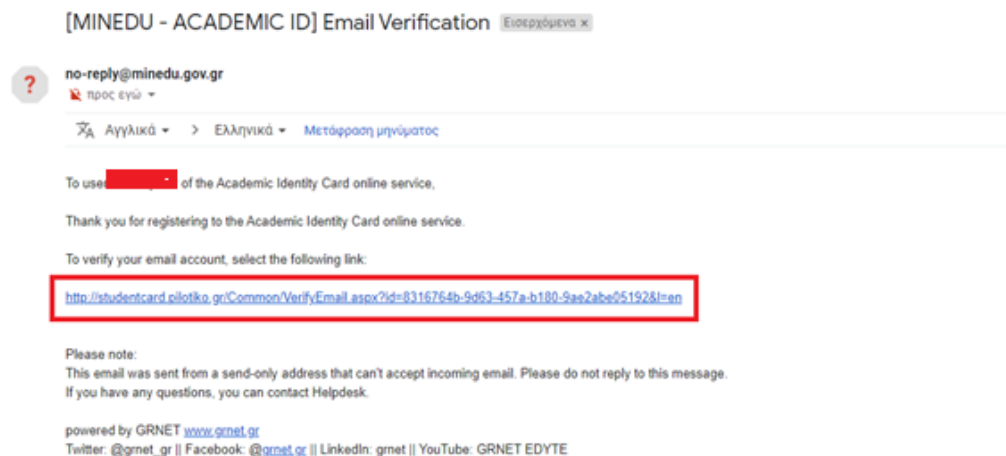 [MINEDU - ACADEMIC ID] Email Verification Εισερχόμενα ×
no-reply@minedu.gov.gr
προς εγώ
Αγγλικά > Ελληνικά Μετάφραση μηνύματος
To user of the Academic Identity Card online service,
Thank you for registering to the Academic Identity Card online service.
To verify your email account, select the following link:
http://studentcard.pilotiko.gr/Common/VerifyEmail.aspx?id=8316764b-9d63-457a-b180-9ae2abe05192&l=en
Please note:
This email was sent from a send-only address that can't accept incoming email. Please do not reply to this message.
If you have any questions, you can contact Helpdesk.
powered by GRNET www.grnet.gr
Twitter: @grnet_gr || Facebook: @grnet.gr || LinkedIn: grnet || YouTube: GRNET EDYTE